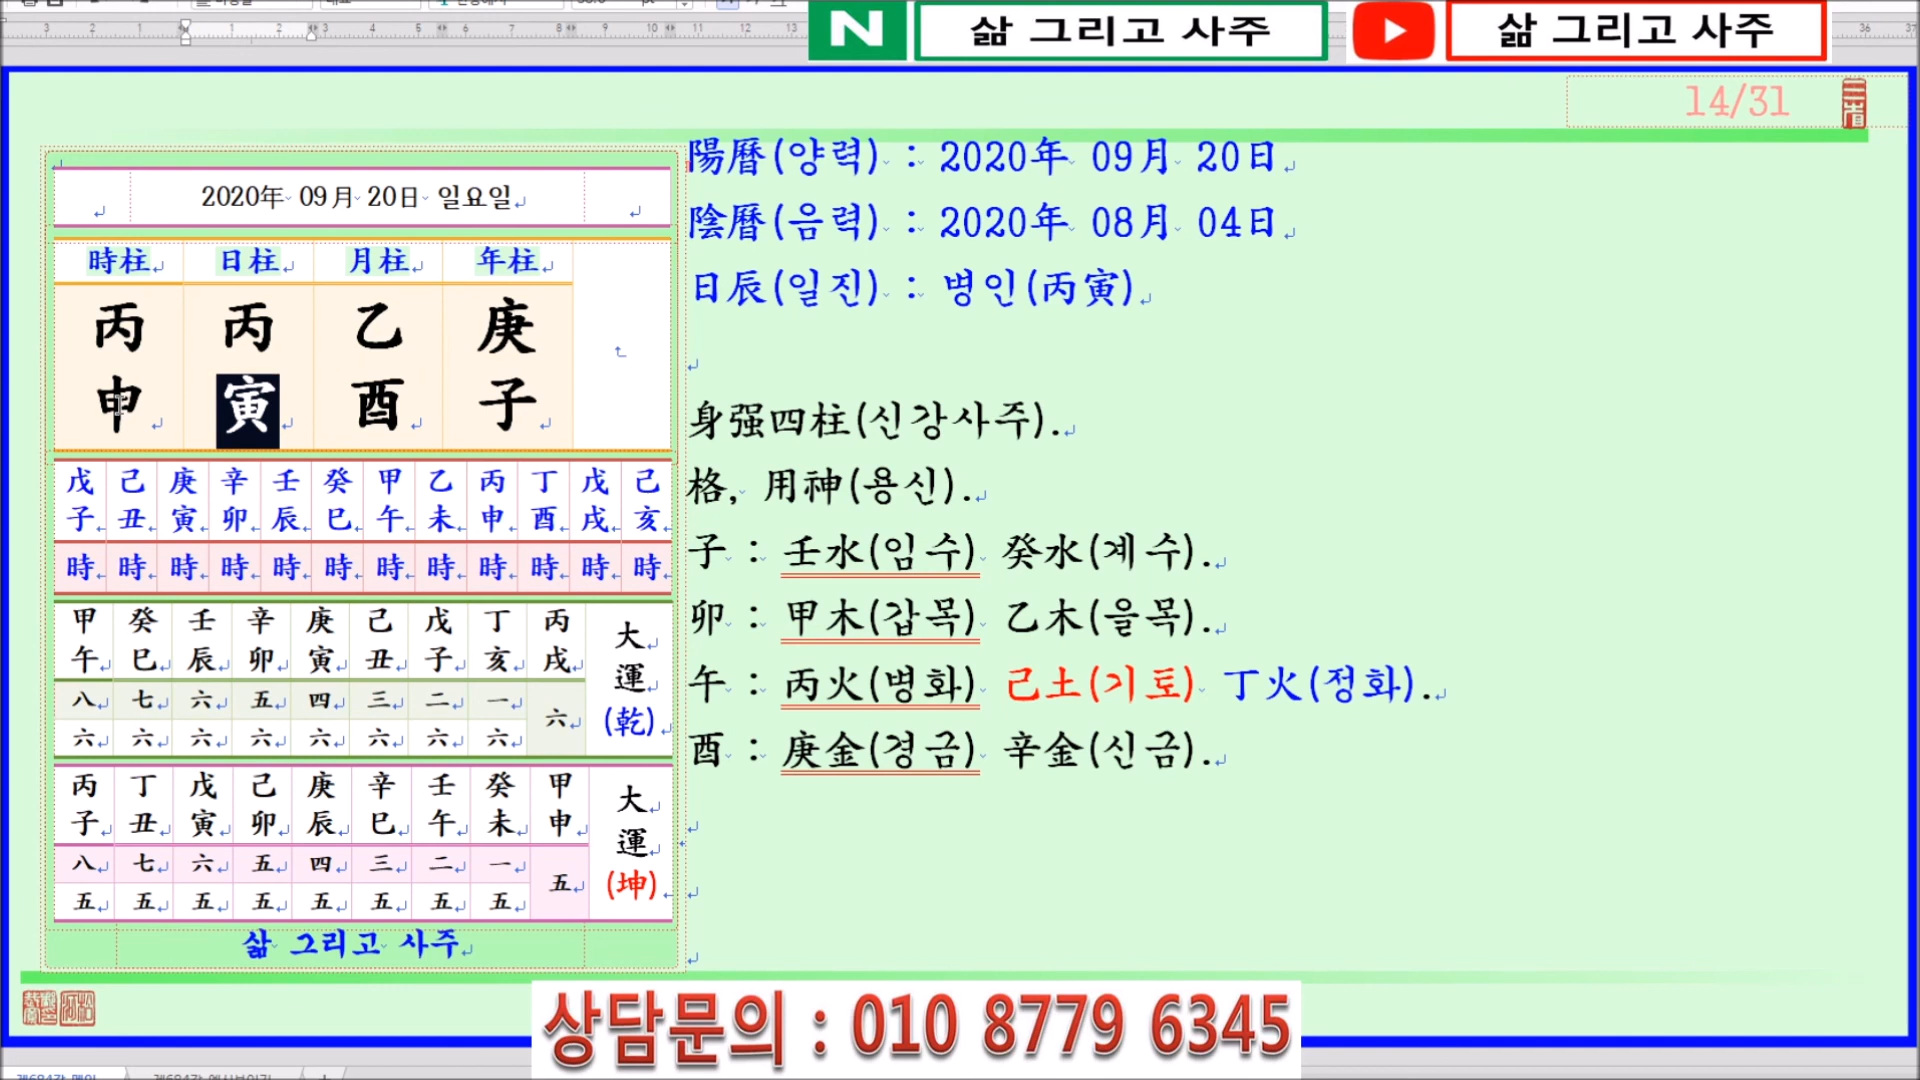 N 삶 그리고 사주 삶 그리고 사주
14/31
2020年 09月 20日 일요일
時柱 日柱 月柱 年柱
丙 丙 乙 庚
申 寅 酉 子
戊 己 庚 辛 壬 癸 甲 乙 丙 丁 戊 己
子 丑 寅 卯 辰 巳 午 未 申 酉 戌 亥
時 時 時 時 時 時 時 時 時 時 時 時
甲 癸 壬 辛 庚 己 戊 丁 丙
午 巳 辰 卯 寅 丑 子 亥 戌
八 七 六 五 四 三 二 一 六
六 六 六 六 六 六 六 六
大
運
(乾)
丙 丁 戊 己 庚 辛 壬 癸 甲
子 丑 寅 卯 辰 巳 午 未 申
八 七 六 五 四 三 二 一 五
五 五 五 五 五 五 五 五
大
運
(坤)
삶 그리고 사주
陽曆(양력) : 2020年 09月 20日
陰曆(음력) : 2020年 08月 04日
日辰(일진) : 병인(丙寅)
身强四柱(신강사주).
格, 用神(용신).
子 : 壬水(임수) 癸水(계수).
卯 : 甲木(갑목) 乙木(을목).
午 : 丙火(병화) 己土(기토) 丁火(정화).
酉 : 庚金(경금) 辛金(신금).
상담문의 : 010 8779 6345